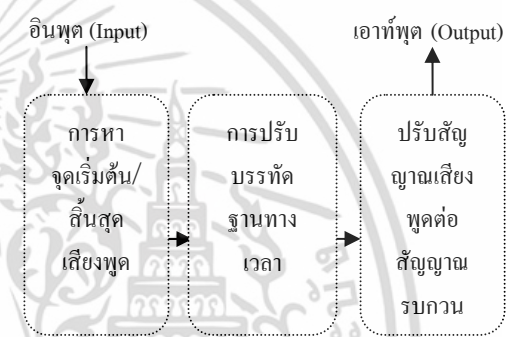 อินพุต (Input)
เอาท์พุต (Output)
การหา
จุดเริ่มต้น/
สิ้นสุด
เสียงพูด
การปรับ
บรรทัด
ฐานทาง
เวลา
ปรับสัญ
ญาณเสียง
พูดต่อ
สัญญาณ
รบกวน